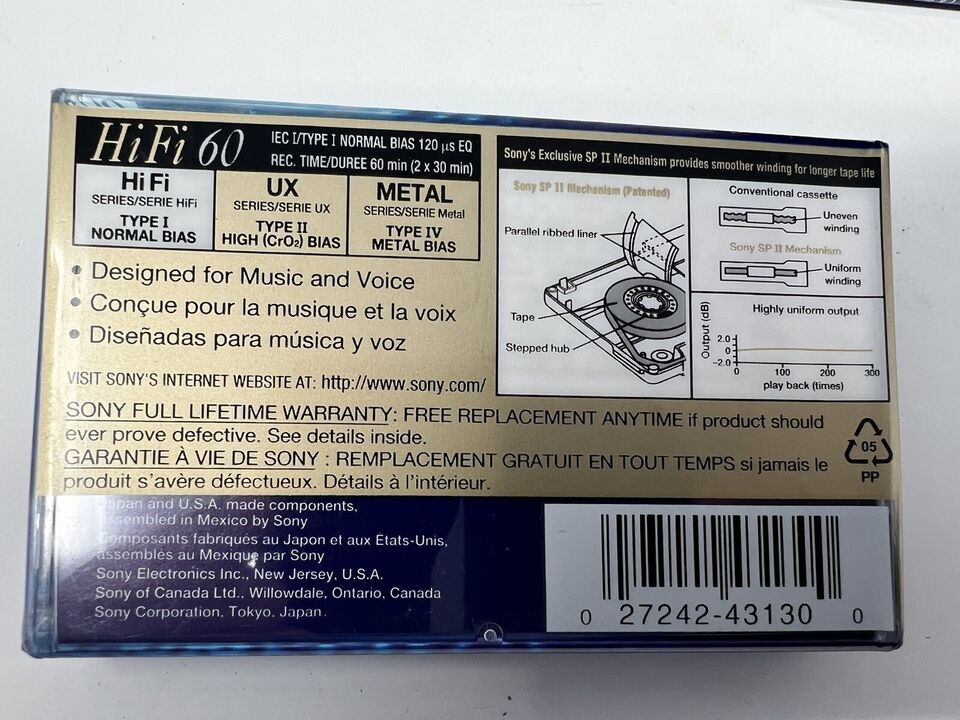 HiFi 60
IEC I/TYPE I NORMAL BIAS 120 µs EQ
REC. TIME/DUREE 60 min (2 x 30 min)
Hi Fi
SERIES/SERIE HiFi
TYPE I
NORMAL BIAS
UX
SERIES/SERIE UX
TYPE II
HIGH (CrO₂) BIAS
METAL
SERIES/SERIE Metal
TYPE IV
METAL BIAS
• Designed for Music and Voice
• Conçue pour la musique et la voix
• Diseñadas para música y voz
VISIT SONY'S INTERNET WEBSITE AT: http://www.sony.com/
Sony's Exclusive SP II Mechanism provides smoother winding for longer tape life
Sony SP II Mechanism (Patented)
Parallel ribbed liner
Tape
Stepped hub
Conventional cassette
Uneven
winding
Sony SP II Mechanism
Uniform
winding
Highly uniform output
Output (dB)
2.0
0
-2.0
0 100 200 300
play back (times)
SONY FULL LIFETIME WARRANTY: FREE REPLACEMENT ANYTIME if product should
ever prove defective. See details inside.
GARANTIE À VIE DE SONY : REMPLACEMENT GRATUIT EN TOUT TEMPS si jamais le
produit s'avère défectueux. Détails à l'intérieur.
05
PP
Japan and U.S.A. made components,
assembled in Mexico by Sony
Composants fabriqués au Japon et aux Etats-Unis,
assemblés au Mexique par Sony
Sony Electronics Inc., New Jersey, U.S.A.
Sony of Canada Ltd., Willowdale, Ontario, Canada
Sony Corporation, Tokyo, Japan.
0 27242-43130 0